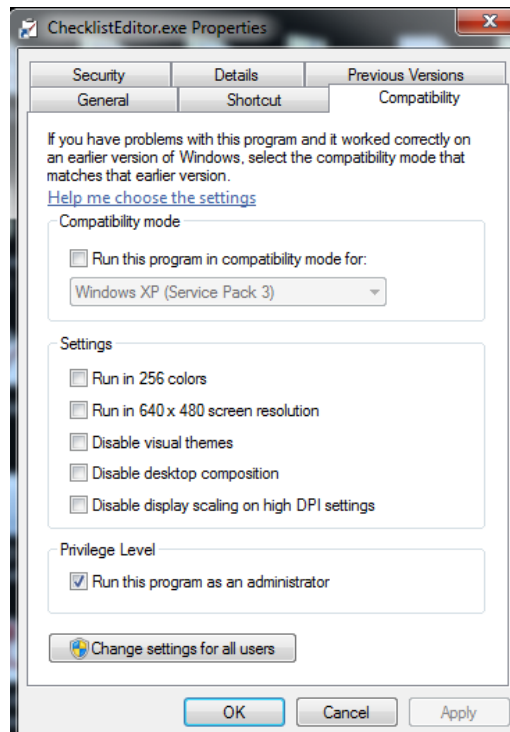 ChecklistEditor.exe Properties
x
Security Details Previous Versions
General Shortcut Compatibility
If you have problems with this program and it worked correctly on
an earlier version of Windows, select the compatibility mode that
matches that earlier version.
Help me choose the settings
Compatibility mode
Run this program in compatibility mode for:
Windows XP (Service Pack 3)
Settings
Run in 256 colors
Run in 640 x 480 screen resolution
Disable visual themes
Disable desktop composition
Disable display scaling on high DPI settings
Privilege Level
Run this program as an administrator
Change settings for all users
OK Cancel Apply